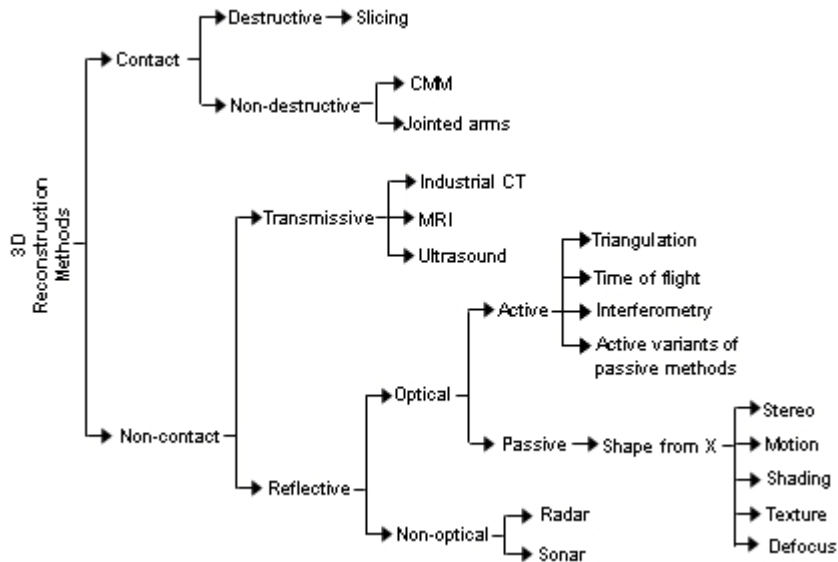 3D
Reconstruction
Methods
Contact
Destructive
Slicing
Non-destructive
CMM
Jointed arms
Non-contact
Transmissive
Industrial CT
MRI
Ultrasound
Reflective
Optical
Active
Triangulation
Time of flight
Interferometry
Active variants of
passive methods
Passive
Shape from X
Stereo
Motion
Shading
Texture
Defocus
Non-optical
Radar
Sonar